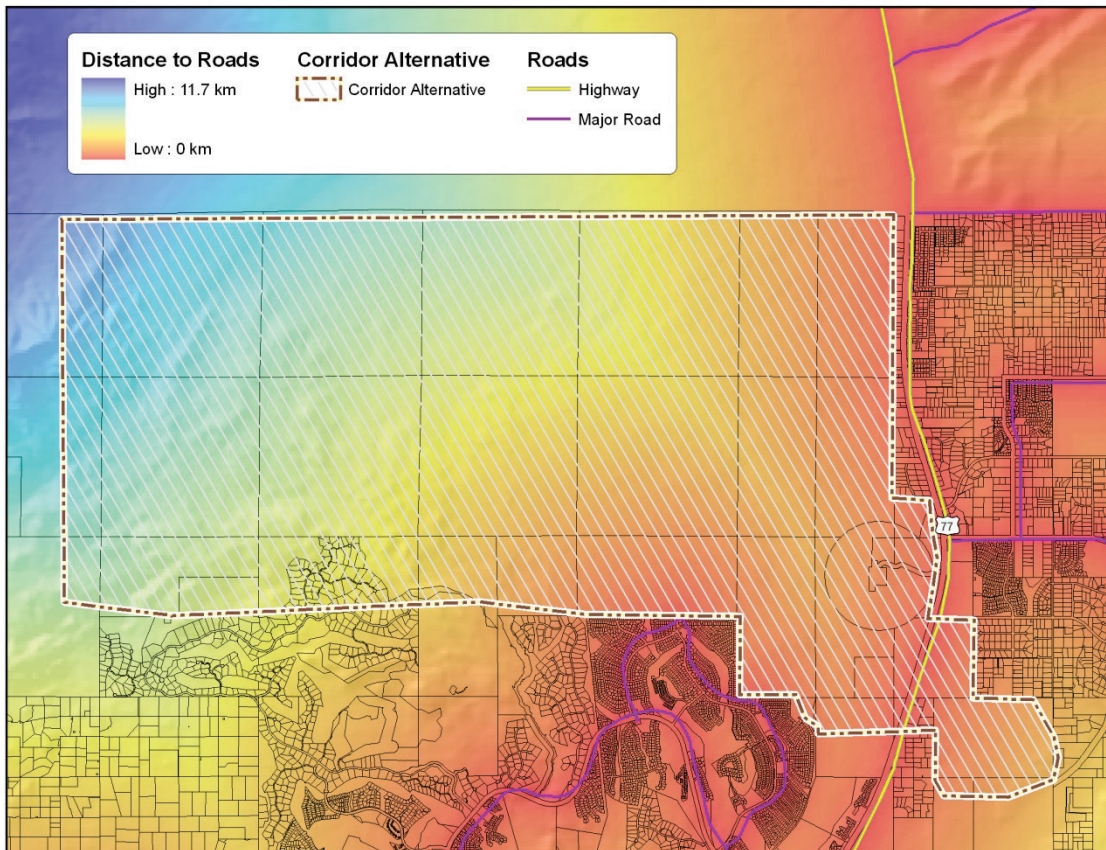 Distance to Roads
High : 11.7 km
Low : 0 km
Corridor Alternative
Corridor Alternative
Roads
Highway
Major Road
77